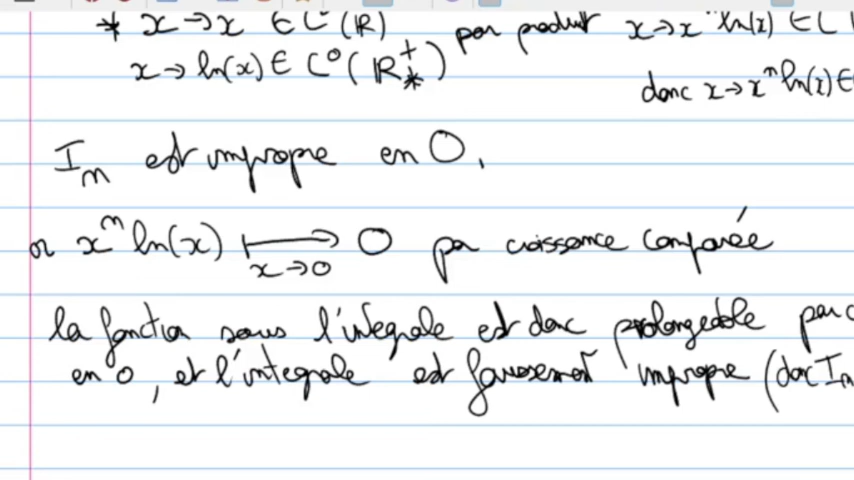 * x → x ∈ C (ℝ) par produit x → xⁿ ln(x) ∈ C
x → ln(x) ∈ C⁰(ℝ⁺*)
donc x → xⁿ ln(x) ∈
Iₙ est impropre en 0.
or xⁿ ln(x) ⟼ 0 par croissance comparée
x → 0
la fonction sous l'intégrale est donc prolongeable par c
en 0, et l'intégrale est faussement impropre (donc Iₙ